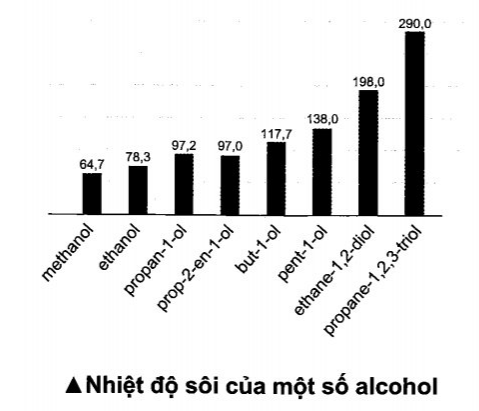 64,7
78,3
97,2
97,0
117,7
138,0
198,0
290,0
methanol
ethanol
propan-1-ol
prop-2-en-1-ol
but-1-ol
pent-1-ol
ethane-1,2-diol
propane-1,2,3-triol
▲Nhiệt độ sôi của một số alcohol